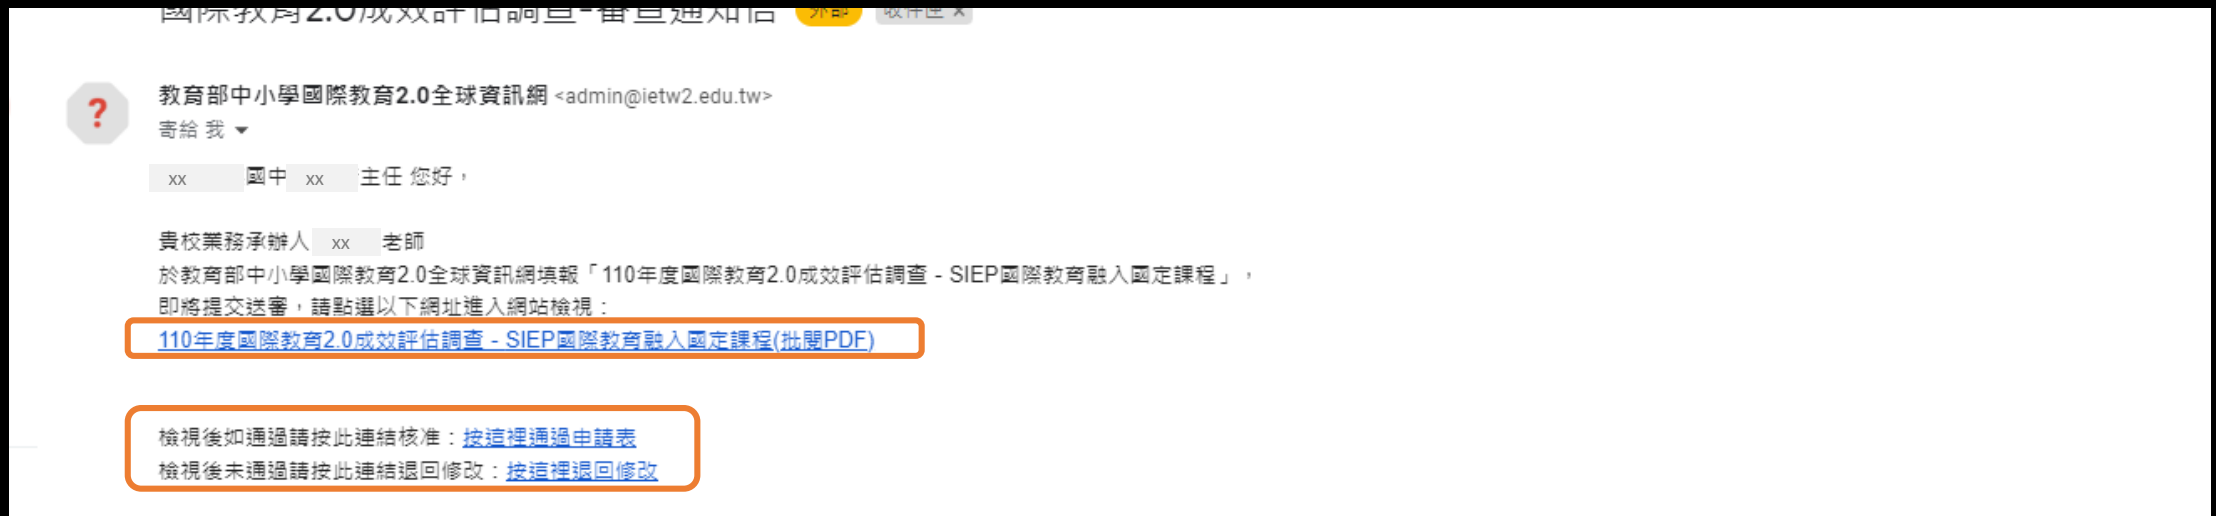 國際教育2.0成效評估調查-審查通知信 外部 收件匣 ×
教育部中小學國際教育2.0全球資訊網 <admin@ietw2.edu.tw>
寄給 我
xx 國中 xx 主任 您好，
貴校業務承辦人 xx 老師
於教育部中小學國際教育2.0全球資訊網填報「110年度國際教育2.0成效評估調查 - SIEP國際教育融入國定課程」，
即將提交送審，請點選以下網址進入網站檢視：
110年度國際教育2.0成效評估調查 - SIEP國際教育融入國定課程(批閱PDF)
檢視後如通過請按此連結核准：按這裡通過申請表
檢視後未通過請按此連結退回修改：按這裡退回修改